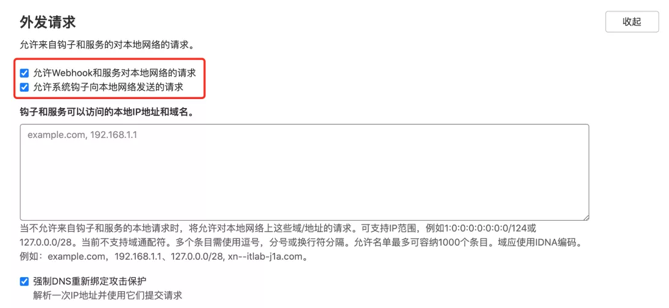 外发请求
收起
允许来自钩子和服务的对本地网络的请求。
允许Webhook和服务对本地网络的请求
允许系统钩子向本地网络发送的请求
钩子和服务可以访问的本地IP地址和域名。
example.com, 192.168.1.1
当不允许来自钩子和服务的本地请求时，将允许对本地网络上这些域/地址的请求。可支持IP范围，例如1:0:0:0:0:0:0:0/124或
127.0.0.0/28。当前不支持域通配符。多个条目需使用逗号，分号或换行符分隔。允许名单最多可容纳1000个条目。域应使用IDNA编码。
例如：example.com，192.168.1.1、127.0.0.0/28, xn--itlab-j1a.com。
强制DNS重新绑定攻击保护
解析一次IP地址并使用它们提交请求